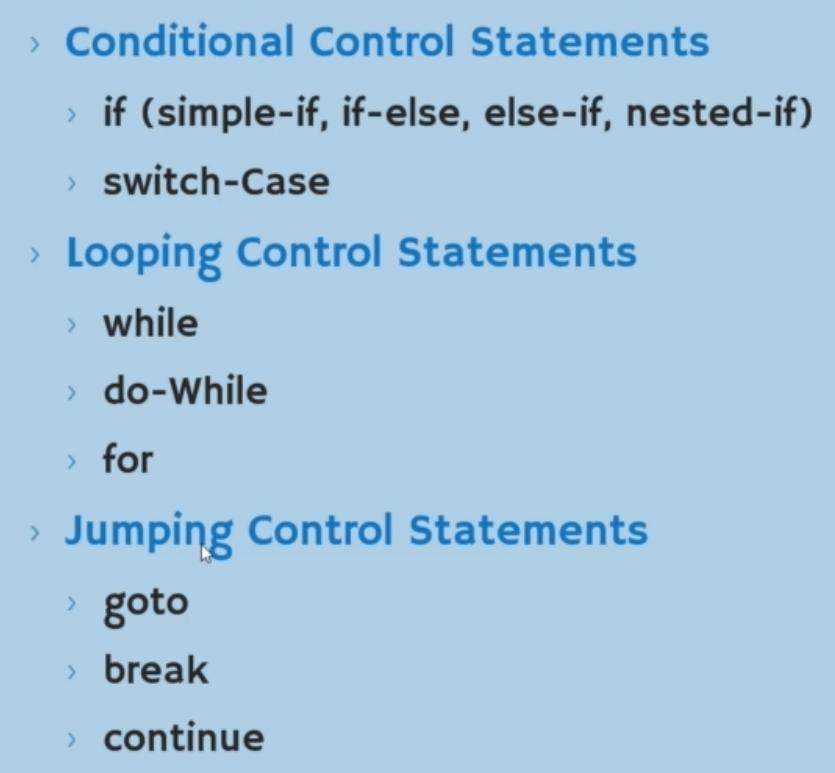 Conditional Control Statements
if (simple-if, if-else, else-if, nested-if)
switch-Case
Looping Control Statements
while
do-While
for
Jumping Control Statements
goto
break
continue